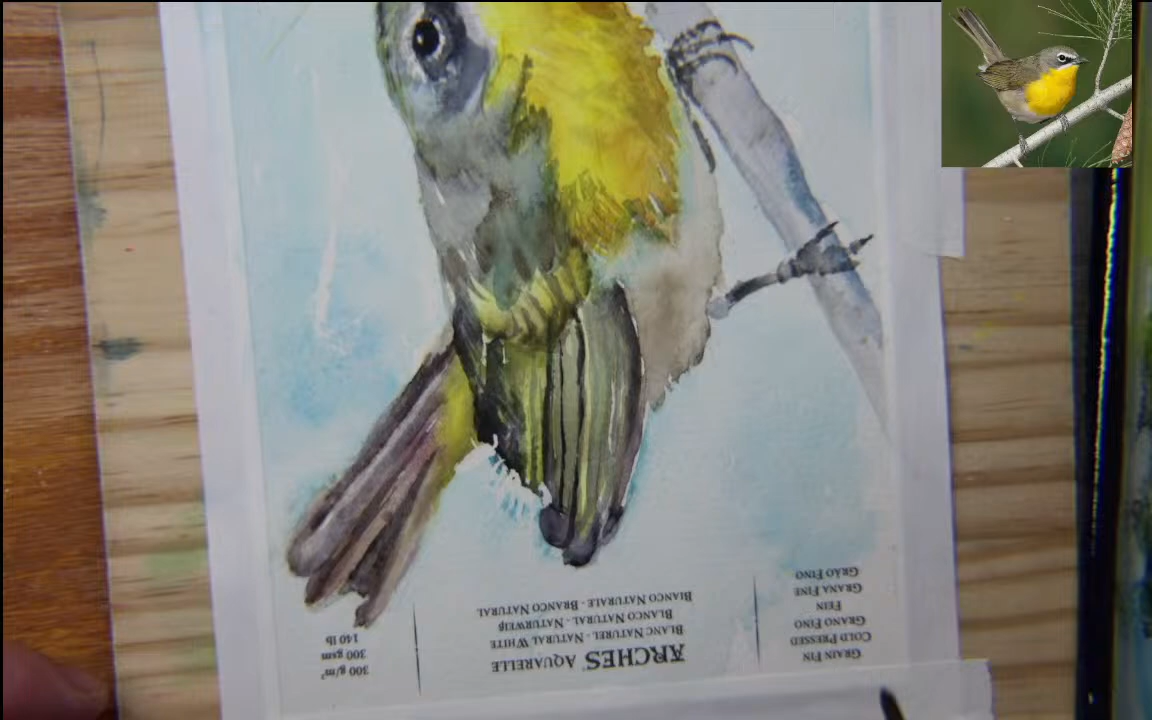 GRAIN FIN
COLD PRESSED
GRANO FINO
FEIN
GRANA FINE
GRÃO FINO
ARCHES® AQUARELLE
BLANC NATUREL - NATURAL WHITE
BLANCO NATURAL - NATURWEIß
BIANCO NATURALE - BRANCO NATURAL
300 g/m²
300 gsm
140 lb